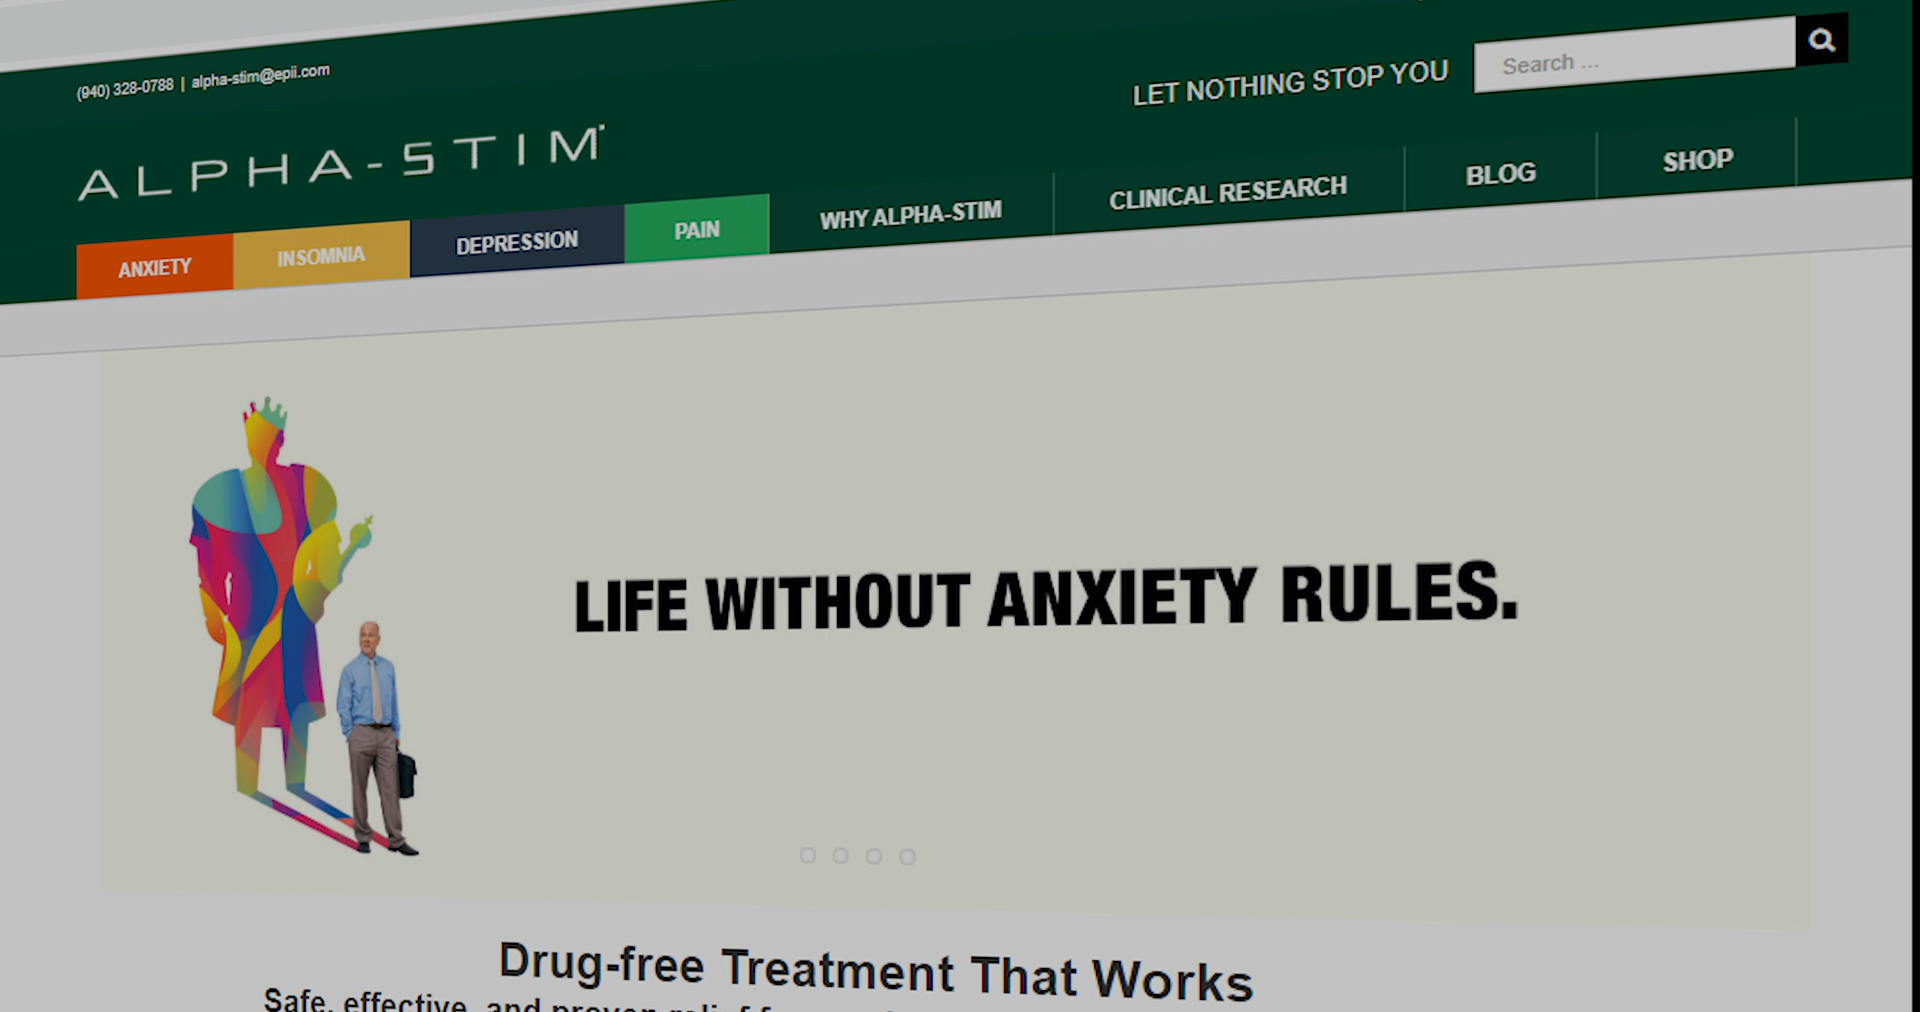 (940) 328-0788 | alpha-stim@epii.com
LET NOTHING STOP YOU
Search ...
ALPHA-STIM
ANXIETY
INSOMNIA
DEPRESSION
PAIN
WHY ALPHA-STIM
CLINICAL RESEARCH
BLOG
SHOP
LIFE WITHOUT ANXIETY RULES.
Drug-free Treatment That Works
Safe, effective, and proven relief